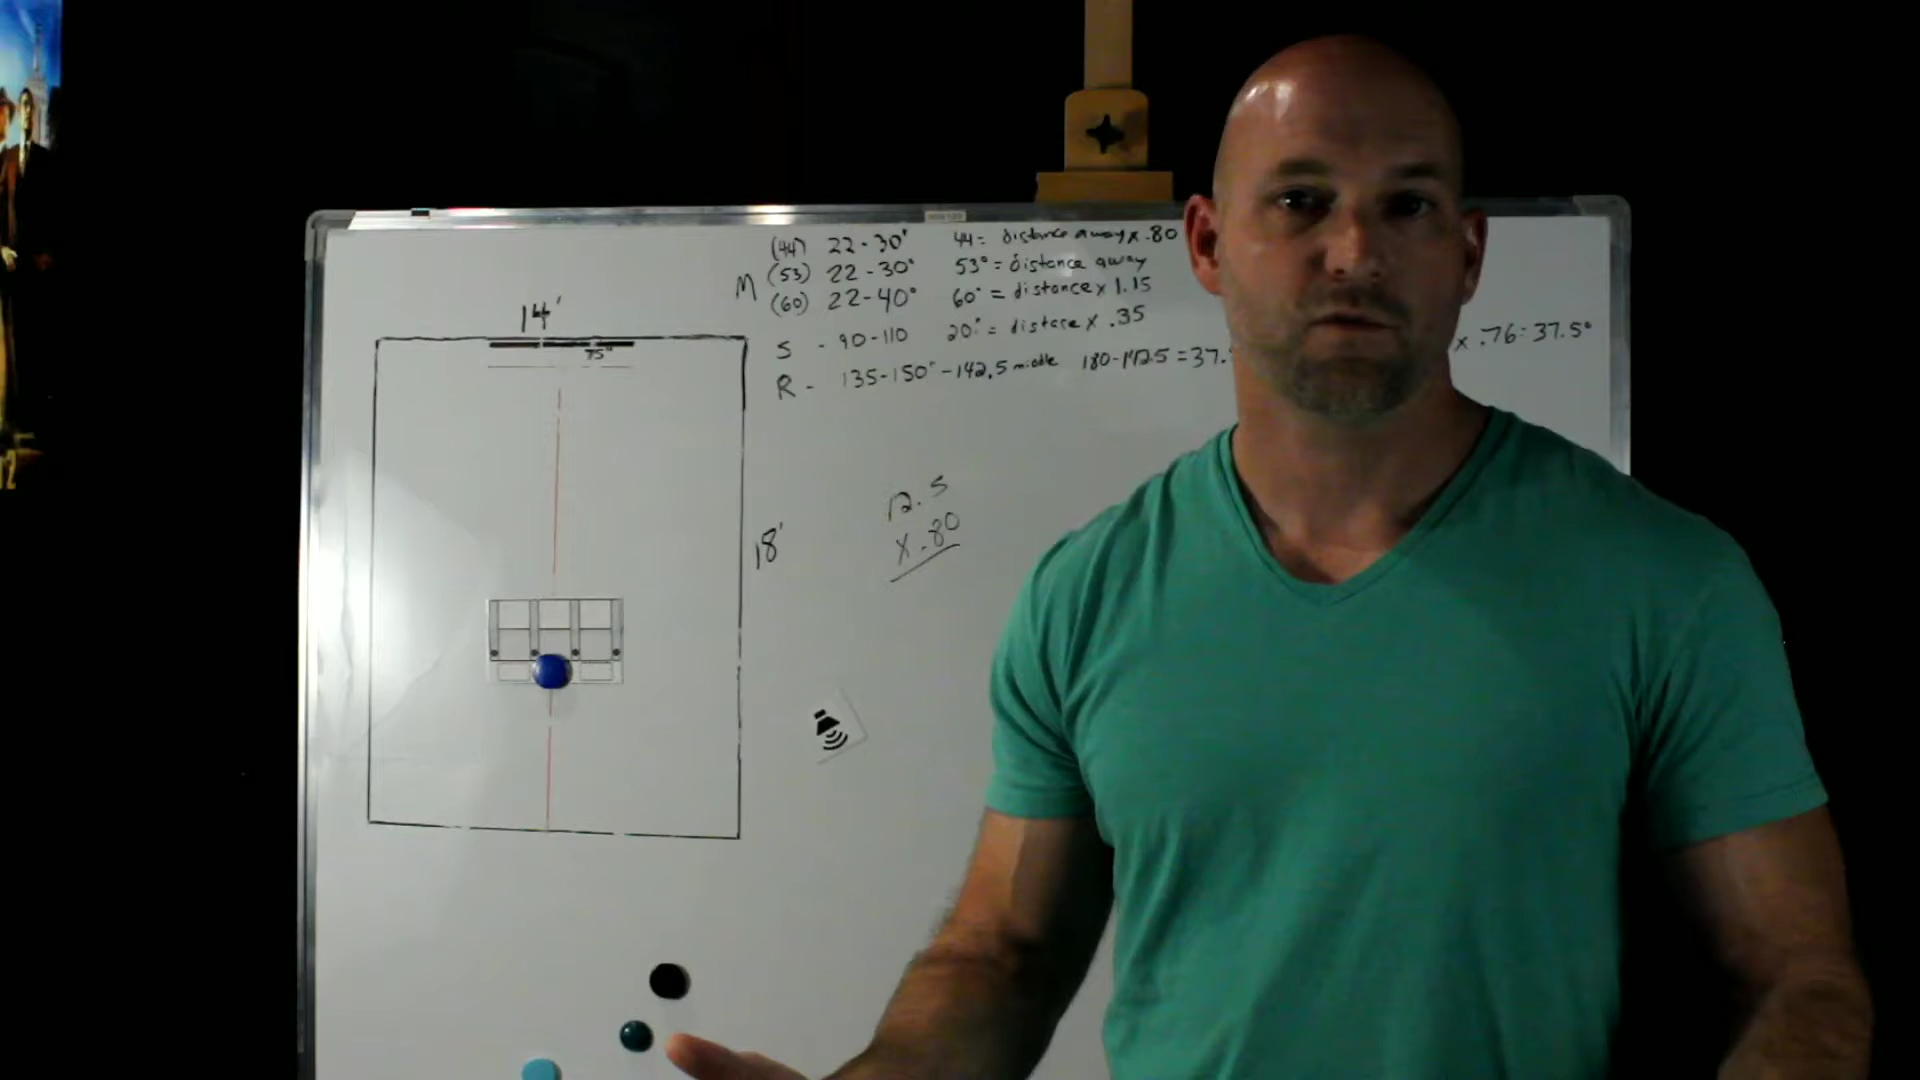 (44) 22-30° 44= distance away x .80
M (53) 22-30° 53°= distance away
(60) 22-40° 60° = distance x 1.15
S - 90-110 20° = distace x .35
R - 135-150° - 142.5 middle 180-142.5 = 37. x .76=37.5°
14'
75"
18'
12.5
x .80
12